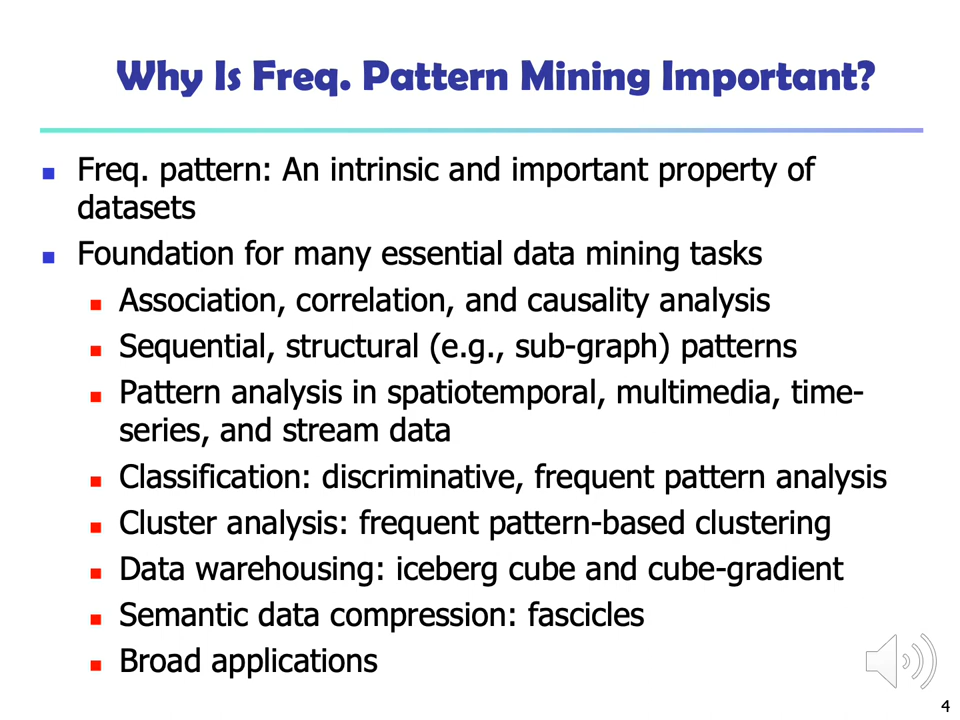 Why Is Freq. Pattern Mining Important?
Freq. pattern: An intrinsic and important property of
datasets
Foundation for many essential data mining tasks
Association, correlation, and causality analysis
Sequential, structural (e.g., sub-graph) patterns
Pattern analysis in spatiotemporal, multimedia, time-
series, and stream data
Classification: discriminative, frequent pattern analysis
Cluster analysis: frequent pattern-based clustering
Data warehousing: iceberg cube and cube-gradient
Semantic data compression: fascicles
Broad applications
4